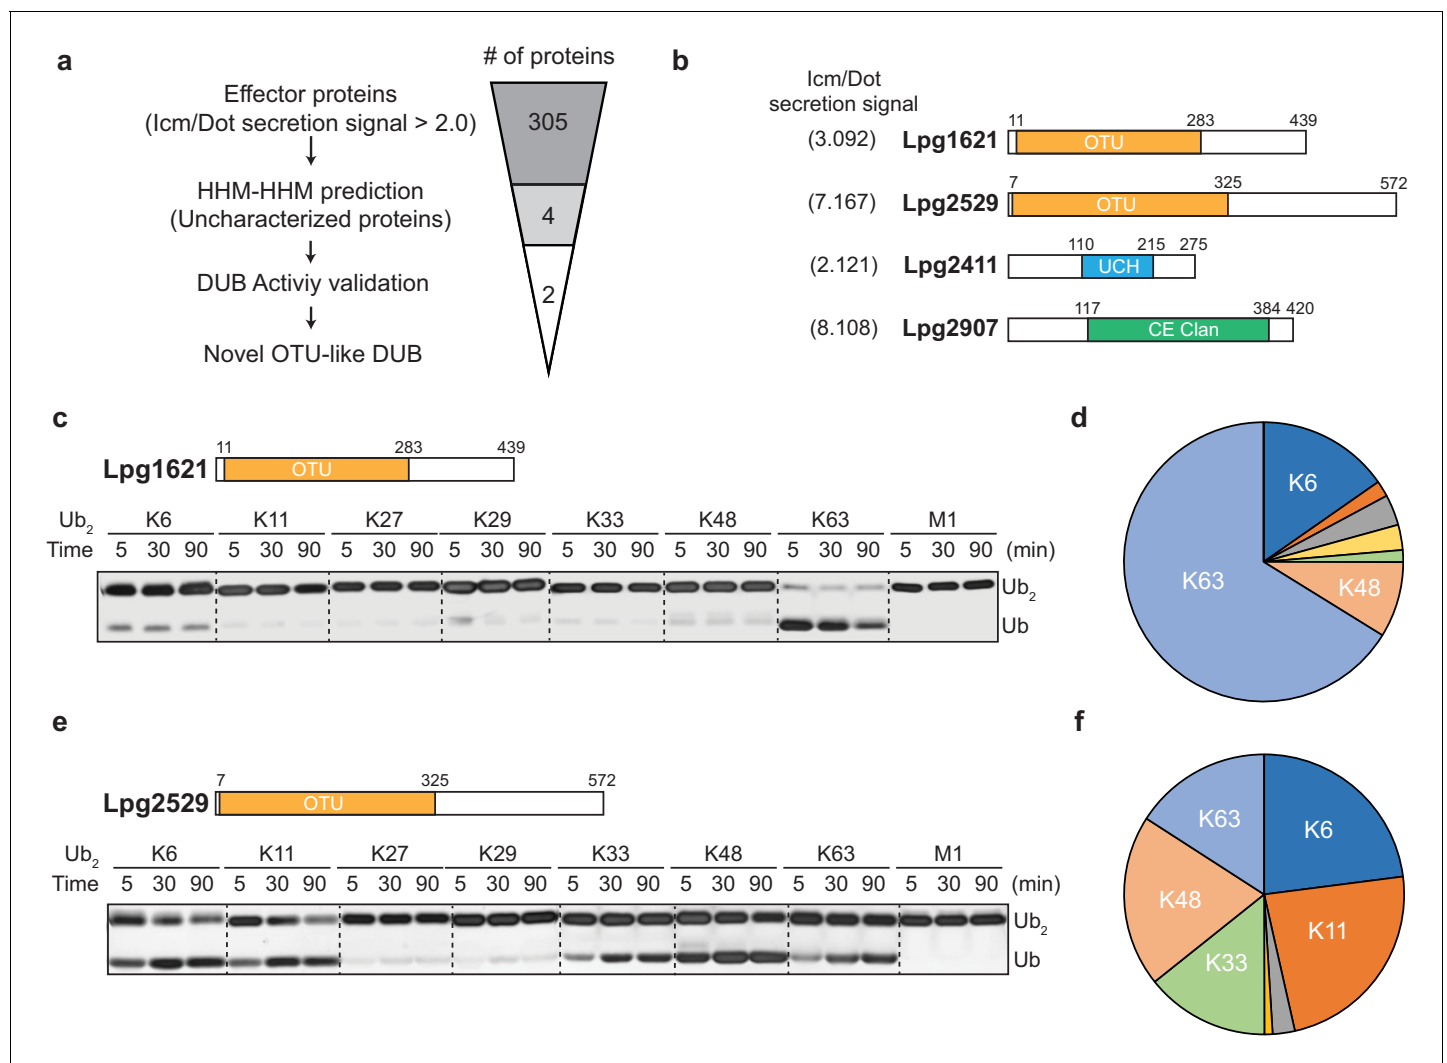 a
# of proteins
Effector proteins
(Icm/Dot secretion signal > 2.0)
305
HHM-HHM prediction
(Uncharacterized proteins)
4
DUB Activiy validation
2
Novel OTU-like DUB
b
Icm/Dot
secretion signal
(3.092) Lpg1621 11 OTU 283 439
(7.167) Lpg2529 7 OTU 325 572
(2.121) Lpg2411 110 UCH 215 275
(8.108) Lpg2907 117 CE Clan 384 420
c
11 283 439
Lpg1621 OTU
Ub2 K6 K11 K27 K29 K33 K48 K63 M1
Time 5 30 90 5 30 90 5 30 90 5 30 90 5 30 90 5 30 90 5 30 90 5 30 90 (min)
Ub2
Ub
d
K6
K63
K48
e
7 325 572
Lpg2529 OTU
Ub2 K6 K11 K27 K29 K33 K48 K63 M1
Time 5 30 90 5 30 90 5 30 90 5 30 90 5 30 90 5 30 90 5 30 90 5 30 90 (min)
Ub2
Ub
f
K63
K6
K48
K11
K33